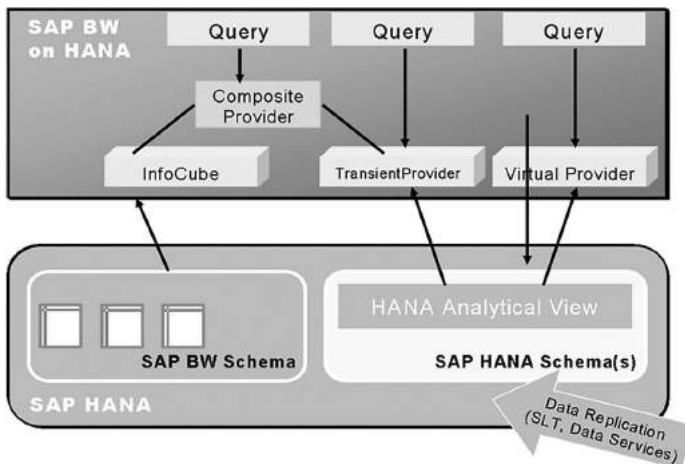 SAP BW
on HANA
Query
Query
Query
Composite
Provider
InfoCube
TransientProvider
Virtual Provider
HANA Analytical View
SAP BW Schema
SAP HANA Schema(s)
SAP HANA
Data Replication
(SLT, Data Services)